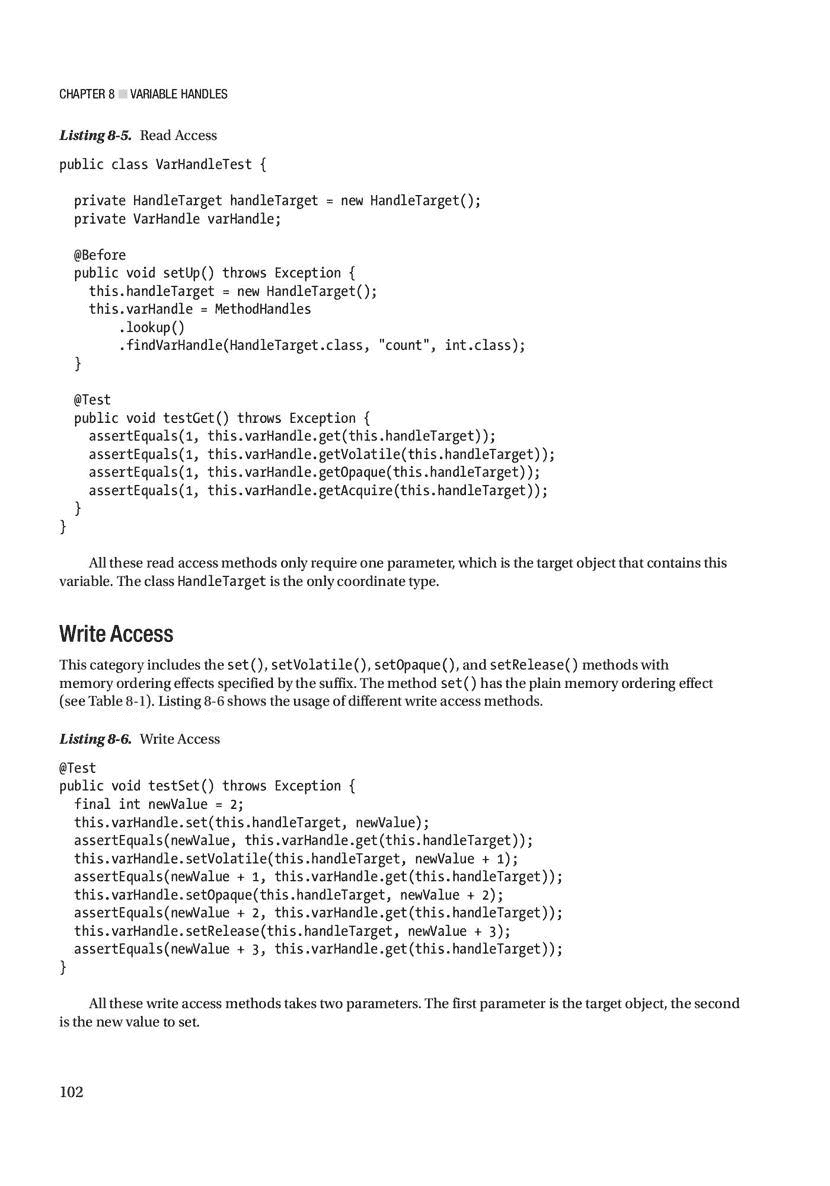 CHAPTER 8 ■ VARIABLE HANDLES
Listing 8-5. Read Access
public class VarHandleTest {
  private HandleTarget handleTarget = new HandleTarget();
  private VarHandle varHandle;
  @Before
  public void setUp() throws Exception {
    this.handleTarget = new HandleTarget();
    this.varHandle = MethodHandles
        .lookup()
        .findVarHandle(HandleTarget.class, "count", int.class);
  }
  @Test
  public void testGet() throws Exception {
    assertEquals(1, this.varHandle.get(this.handleTarget));
    assertEquals(1, this.varHandle.getVolatile(this.handleTarget));
    assertEquals(1, this.varHandle.getOpaque(this.handleTarget));
    assertEquals(1, this.varHandle.getAcquire(this.handleTarget));
  }
}
All these read access methods only require one parameter, which is the target object that contains this
variable. The class HandleTarget is the only coordinate type.
Write Access
This category includes the set(), setVolatile(), setOpaque(), and setRelease() methods with
memory ordering effects specified by the suffix. The method set() has the plain memory ordering effect
(see Table 8-1). Listing 8-6 shows the usage of different write access methods.
Listing 8-6. Write Access
@Test
public void testSet() throws Exception {
  final int newValue = 2;
  this.varHandle.set(this.handleTarget, newValue);
  assertEquals(newValue, this.varHandle.get(this.handleTarget));
  this.varHandle.setVolatile(this.handleTarget, newValue + 1);
  assertEquals(newValue + 1, this.varHandle.get(this.handleTarget));
  this.varHandle.setOpaque(this.handleTarget, newValue + 2);
  assertEquals(newValue + 2, this.varHandle.get(this.handleTarget));
  this.varHandle.setRelease(this.handleTarget, newValue + 3);
  assertEquals(newValue + 3, this.varHandle.get(this.handleTarget));
}
All these write access methods takes two parameters. The first parameter is the target object, the second
is the new value to set.
102